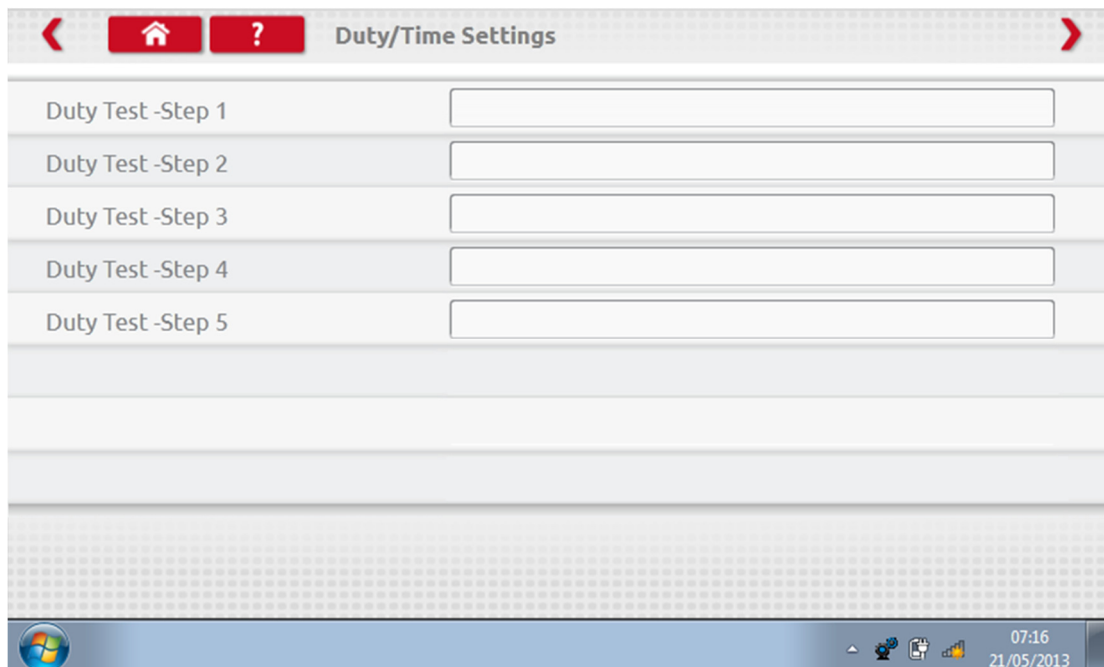 ? Duty/Time Settings
Duty Test -Step 1
Duty Test -Step 2
Duty Test -Step 3
Duty Test -Step 4
Duty Test -Step 5
07:16
21/05/2013